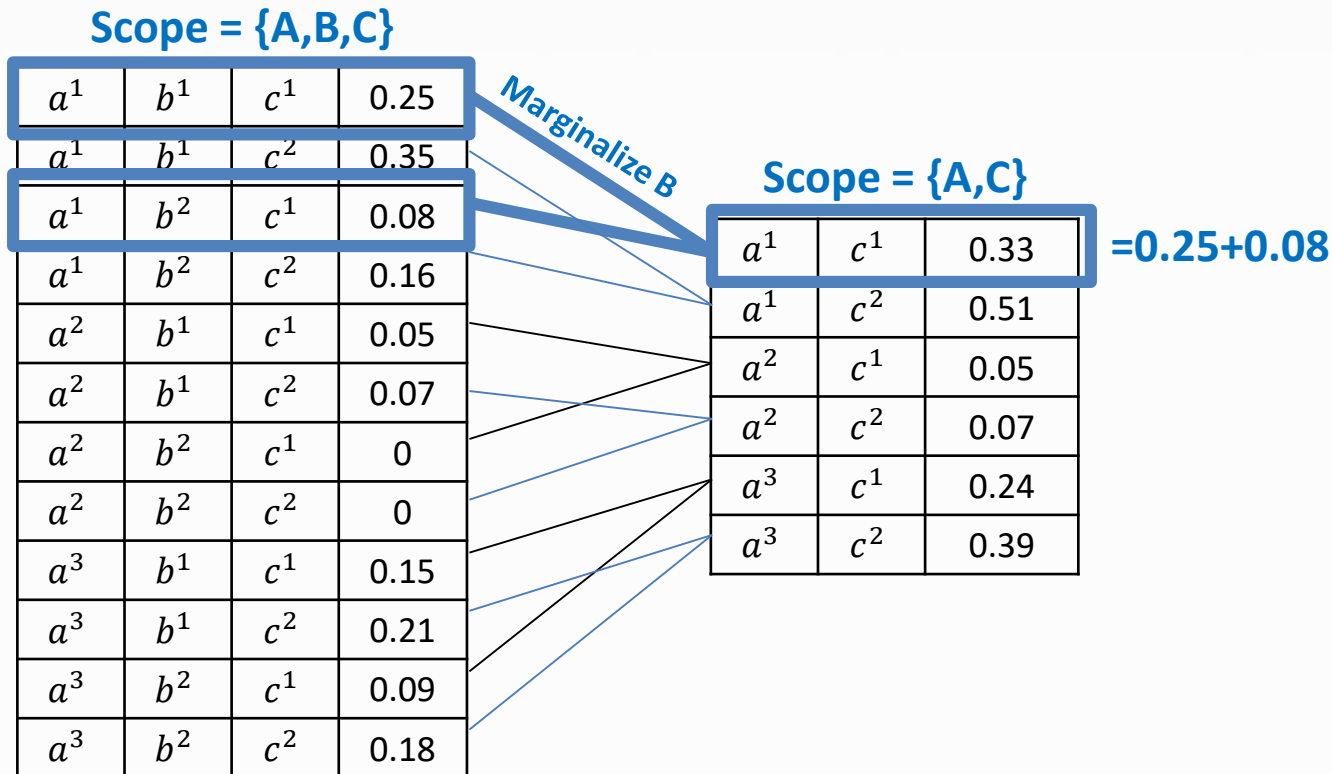 Scope = {A,B,C}
a¹ b¹ c¹ 0.25
a¹ b¹ c² 0.35
a¹ b² c¹ 0.08
a¹ b² c² 0.16
a² b¹ c¹ 0.05
a² b¹ c² 0.07
a² b² c¹ 0
a² b² c² 0
a³ b¹ c¹ 0.15
a³ b¹ c² 0.21
a³ b² c¹ 0.09
a³ b² c² 0.18
Marginalize B
Scope = {A,C}
a¹ c¹ 0.33
=0.25+0.08
a¹ c² 0.51
a² c¹ 0.05
a² c² 0.07
a³ c¹ 0.24
a³ c² 0.39